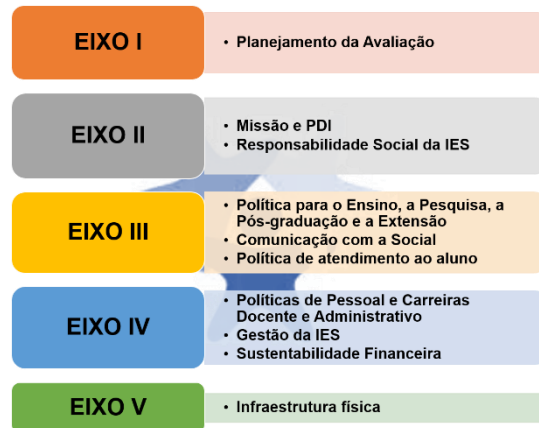 EIXO I
• Planejamento da Avaliação
EIXO II
• Missão e PDI
• Responsabilidade Social da IES
EIXO III
• Política para o Ensino, a Pesquisa, a
Pós-graduação e a Extensão
• Comunicação com a Social
• Política de atendimento ao aluno
EIXO IV
• Políticas de Pessoal e Carreiras
Docente e Administrativo
• Gestão da IES
• Sustentabilidade Financeira
EIXO V
• Infraestrutura física